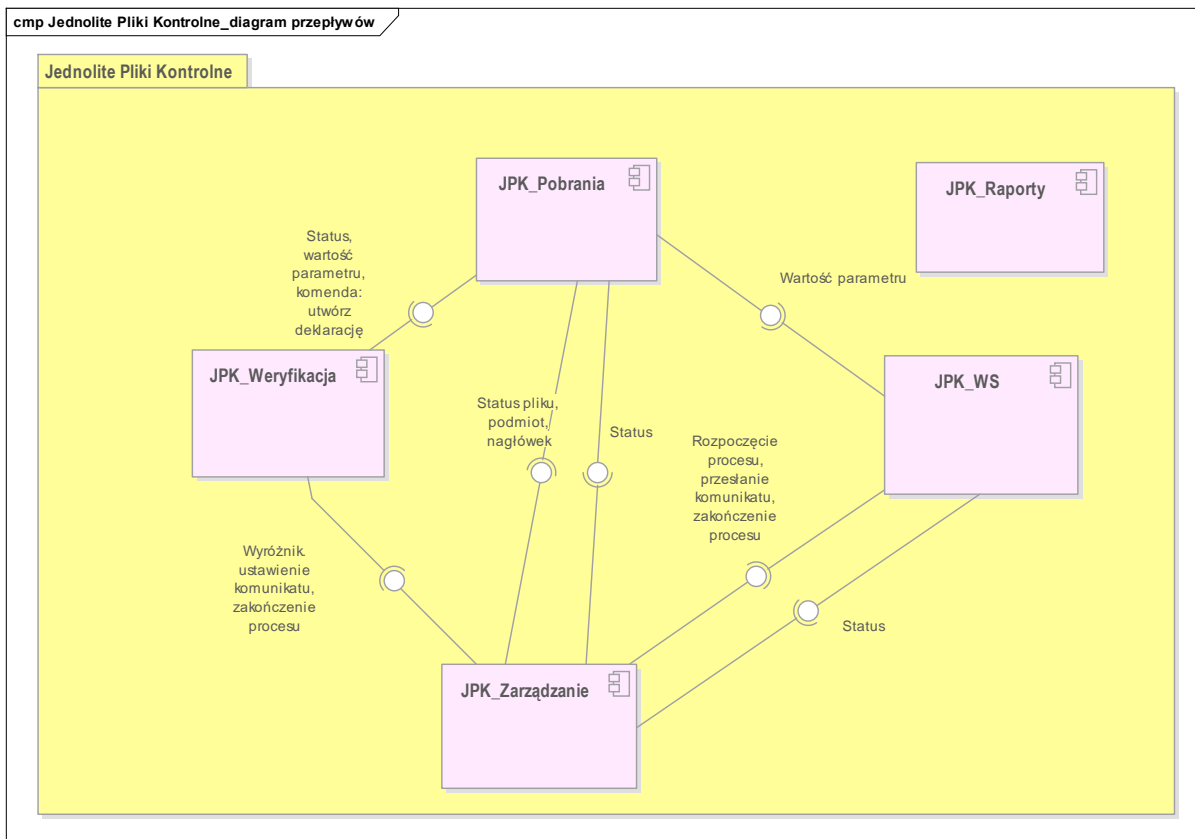 cmp Jednolite Pliki Kontrolne_diagram przepływów
Jednolite Pliki Kontrolne
JPK_Pobrania
JPK_Raporty
Status,
wartość
parametru,
komenda:
utwórz
deklarację
Wartość parametru
JPK_Weryfikacja
JPK_WS
Status pliku,
podmiot,
nagłówek
Status
Rozpoczęcie
procesu,
przesłanie
komunikatu,
zakończenie
procesu
Wyróżnik.
ustawienie
komunikatu,
zakończenie
procesu
Status
JPK_Zarządzanie